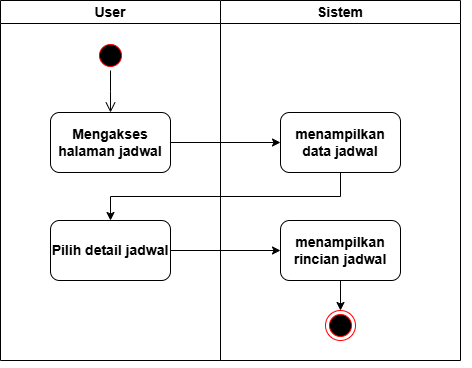 User
Sistem
Mengakses
halaman jadwal
menampilkan
data jadwal
Pilih detail jadwal
menampilkan
rincian jadwal